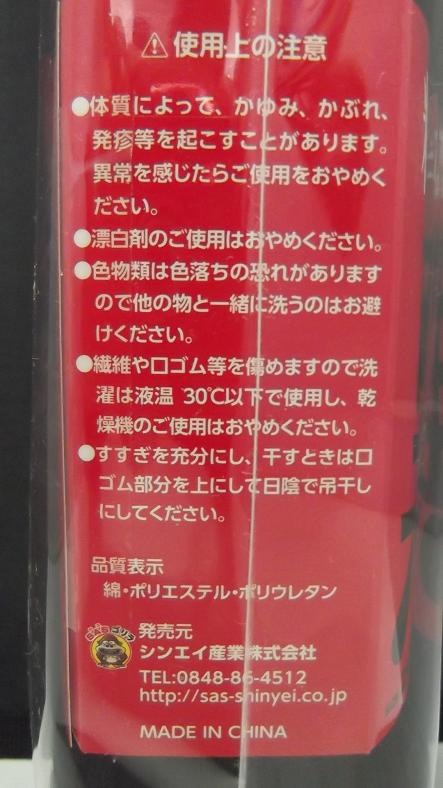 ⚠使用上の注意
●体質によって、かゆみ、かぶれ、
発疹等を起こすことがあります。
異常を感じたらご使用をおやめく
ださい。
●漂白剤のご使用はおやめください。
●色物類は色落ちの恐れがあります
ので他の物と一緒に洗うのはお避
けください。
●繊維や口ゴム等を傷めますので洗
濯は液温 30℃以下で使用し、乾
燥機のご使用はおやめください。
●すすぎを充分にし、干すときは口
ゴム部分を上にして日陰で吊干し
にしてください。
品質表示
綿・ポリエステル・ポリウレタン
発売元
シンエイ産業株式会社
TEL:0848-86-4512
http://sas-shinyei.co.jp
MADE IN CHINA